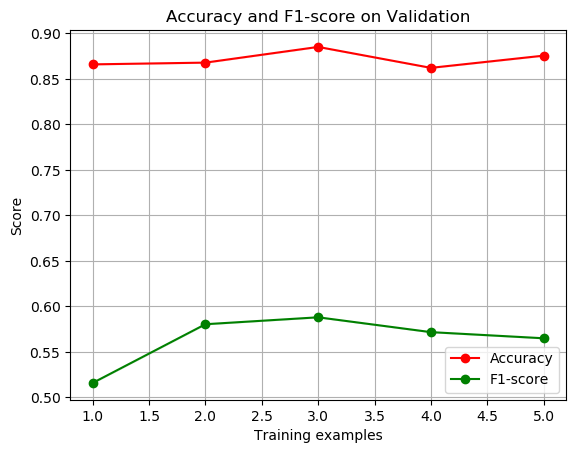 Accuracy and F1-score on Validation
0.90
0.85
0.80
0.75
0.70
0.65
0.60
0.55
0.50
Score
Accuracy
F1-score
1.0 1.5 2.0 2.5 3.0 3.5 4.0 4.5 5.0
Training examples